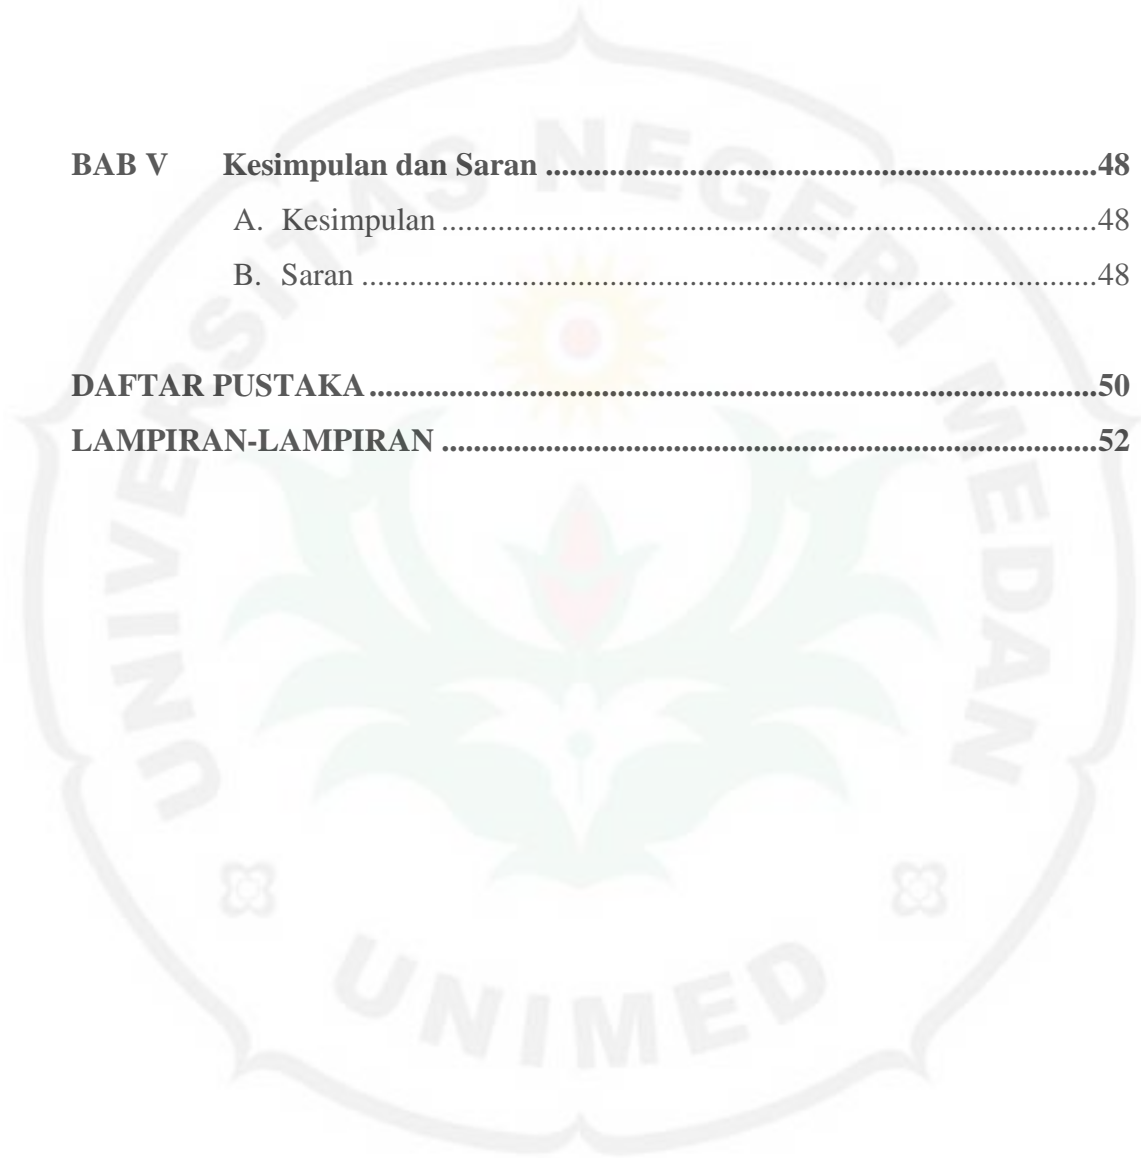 BAB V Kesimpulan dan Saran ......................................................................48
A. Kesimpulan ...................................................................................48
B. Saran .............................................................................................48
DAFTAR PUSTAKA ............................................................................................50
LAMPIRAN-LAMPIRAN ...................................................................................52
UNIVERSITAS NEGERI MEDAN
UNIMED